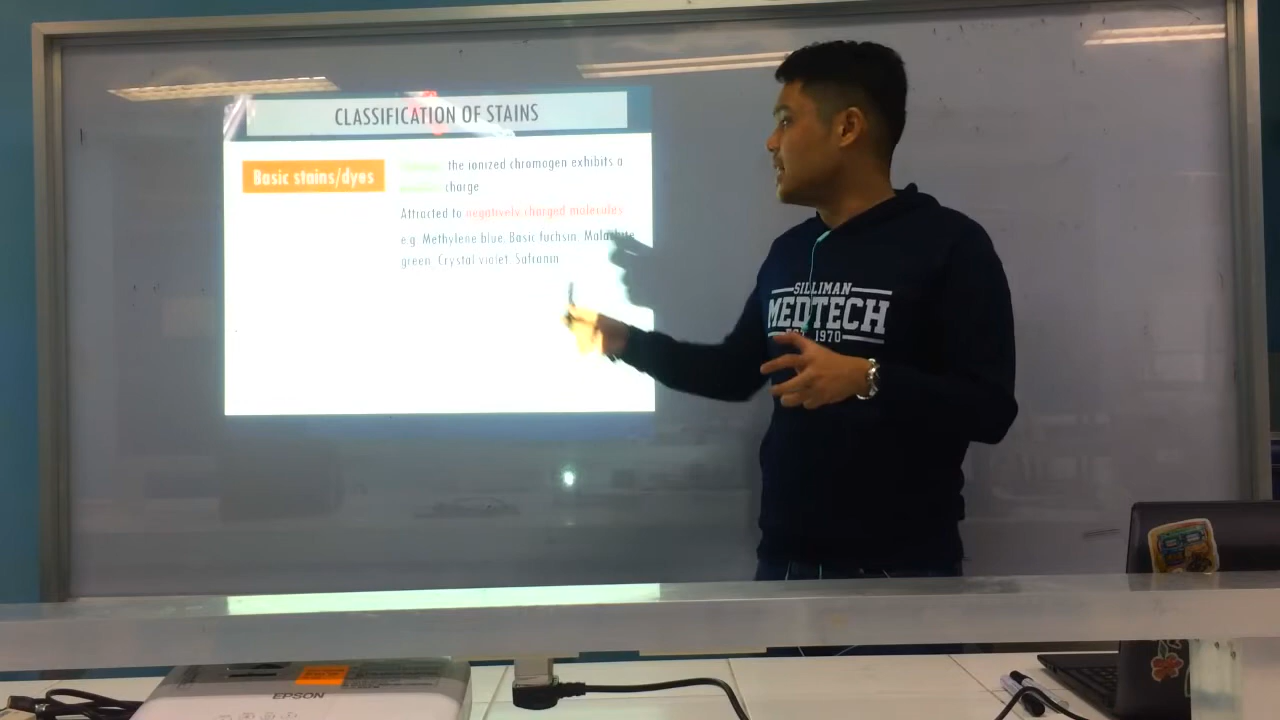 CLASSIFICATION OF STAINS
Basic stains/dyes
the ionized chromogen exhibits a
charge
Attracted to negatively charged molecules
e.g. Methylene blue, Basic fuchsin, Malachite
green, Crystal violet, Safranin
SILLIMAN
MEDTECH
EST. 1970
EPSON